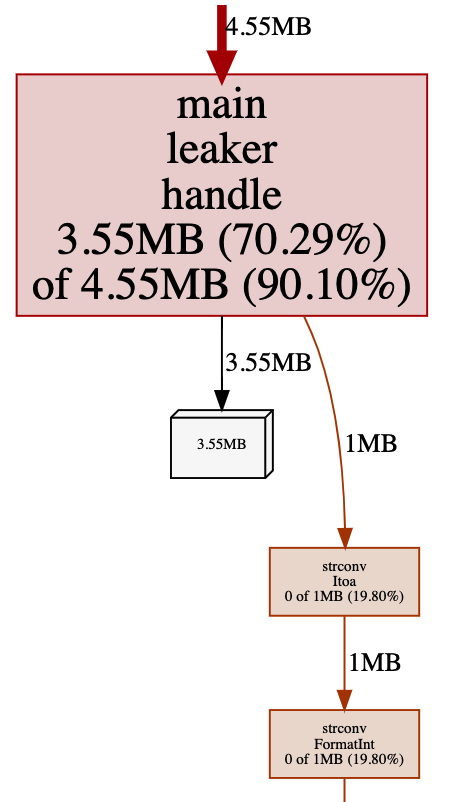 4.55MB
main
leaker
handle
3.55MB (70.29%)
of 4.55MB (90.10%)
3.55MB
3.55MB
1MB
strconv
Itoa
0 of 1MB (19.80%)
1MB
strconv
FormatInt
0 of 1MB (19.80%)